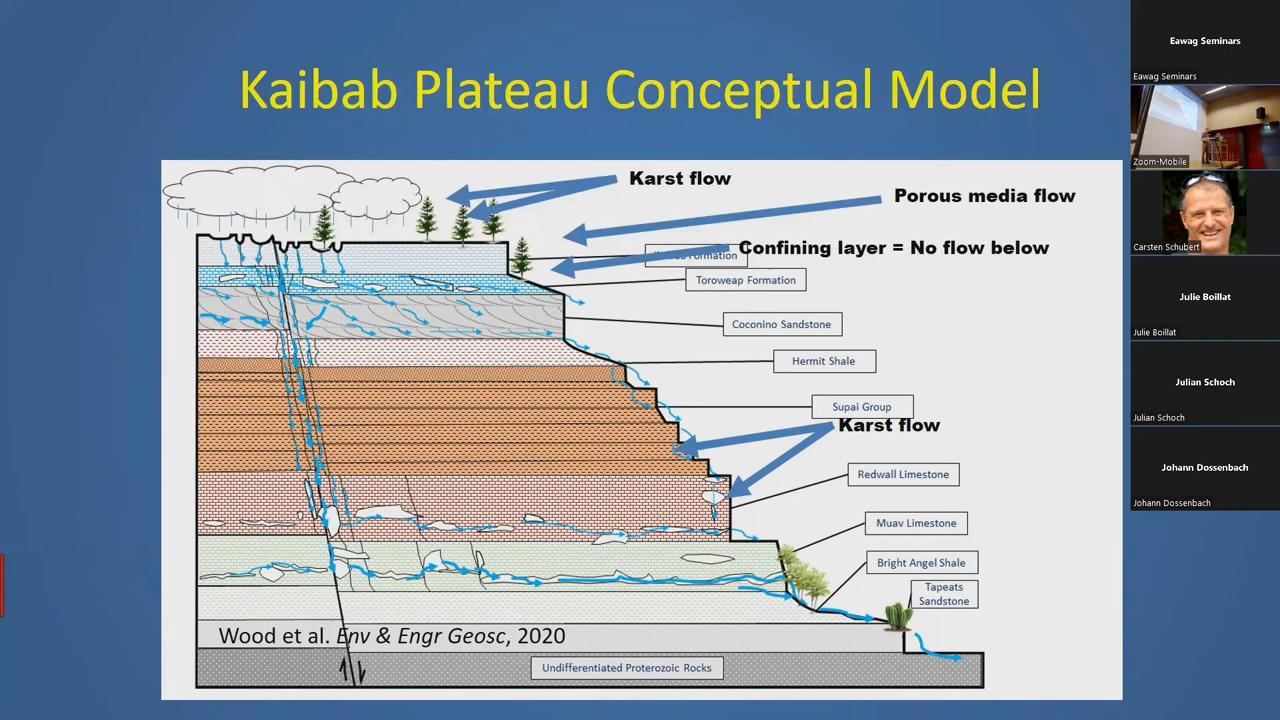 Kaibab Plateau Conceptual Model
Karst flow
Porous media flow
Confining layer = No flow below
Formation
Toroweap Formation
Coconino Sandstone
Hermit Shale
Supai Group
Karst flow
Redwall Limestone
Muav Limestone
Bright Angel Shale
Tapeats
Sandstone
Wood et al. Env & Engr Geosc, 2020
Undifferentiated Proterozoic Rocks
Eawag Seminars
Eawag Seminars
Zoom-Mobile
Carsten Schubert
Julie Boillat
Julie Boillat
Julian Schoch
Julian Schoch
Johann Dossenbach
Johann Dossenbach